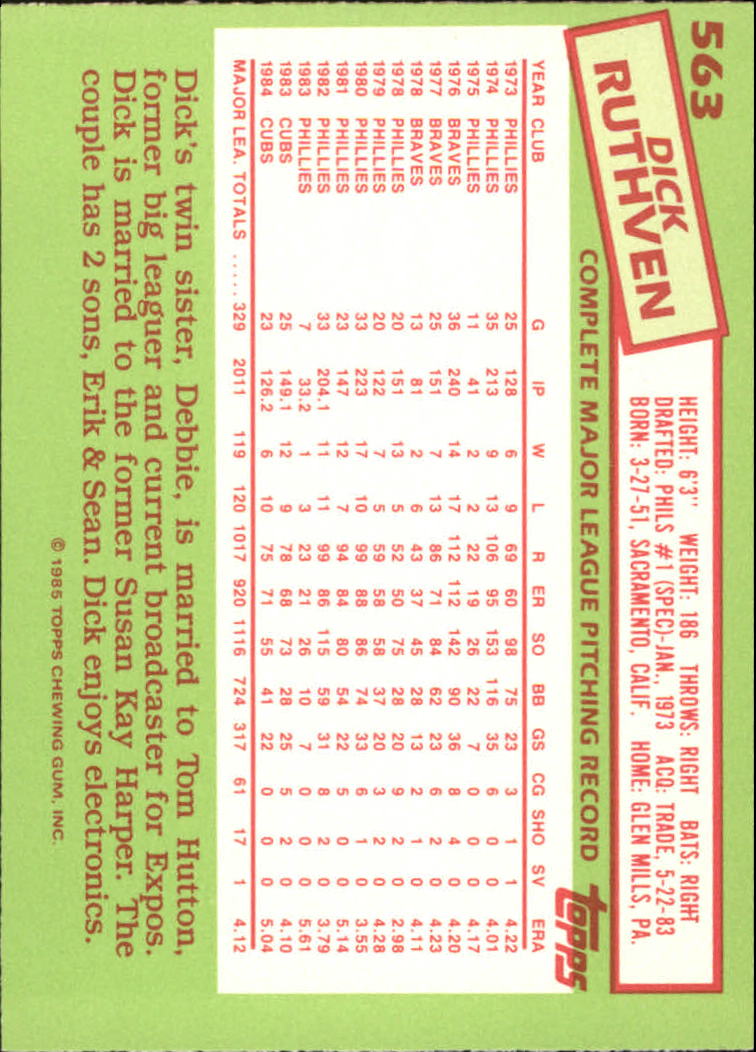 563
DICK
RUTHVEN
HEIGHT: 6'3" WEIGHT: 186 THROWS: RIGHT BATS: RIGHT
DRAFTED: PHILS #1 (SPEC)-JAN., 1973 ACQ: TRADE, 5-22-83
BORN: 3-27-51, SACRAMENTO, CALIF. HOME: GLEN MILLS, PA.
COMPLETE MAJOR LEAGUE PITCHING RECORD topps
YEAR CLUB G IP W L R ER SO BB GS CG SHO SV ERA
1973 PHILLIES 25 128 6 9 69 60 98 75 23 3 1 1 4.22
1974 PHILLIES 35 213 9 13 106 95 153 116 35 6 0 0 4.01
1975 PHILLIES 11 41 2 2 22 19 26 22 7 0 0 0 4.17
1976 BRAVES 36 240 14 17 112 112 142 90 36 8 4 0 4.20
1977 BRAVES 25 151 7 13 86 71 84 62 23 6 2 0 4.23
1978 BRAVES 13 81 2 6 43 37 45 28 13 2 1 0 4.11
1978 PHILLIES 20 151 13 5 52 50 75 28 20 9 2 0 2.98
1979 PHILLIES 20 122 7 5 59 58 58 37 20 3 2 0 4.28
1980 PHILLIES 33 223 17 10 99 88 86 74 33 6 1 0 3.55
1981 PHILLIES 23 147 12 7 94 84 80 54 22 5 0 0 5.14
1982 PHILLIES 33 204.1 11 11 99 86 115 59 31 8 2 0 3.79
1983 PHILLIES 7 33.2 1 3 23 21 26 10 7 0 0 0 5.61
1983 CUBS 25 149.1 12 9 78 68 73 28 25 5 2 0 4.10
1984 CUBS 23 126.2 6 10 75 71 55 41 22 0 0 0 5.04
MAJOR LEA. TOTALS ..... 329 2011 119 120 1017 920 1116 724 317 61 17 1 4.12
Dick's twin sister, Debbie, is married to Tom Hutton,
former big leaguer and current broadcaster for Expos.
Dick is married to the former Susan Kay Harper. The
couple has 2 sons, Erik & Sean. Dick enjoys electronics.
© 1985 TOPPS CHEWING GUM, INC.